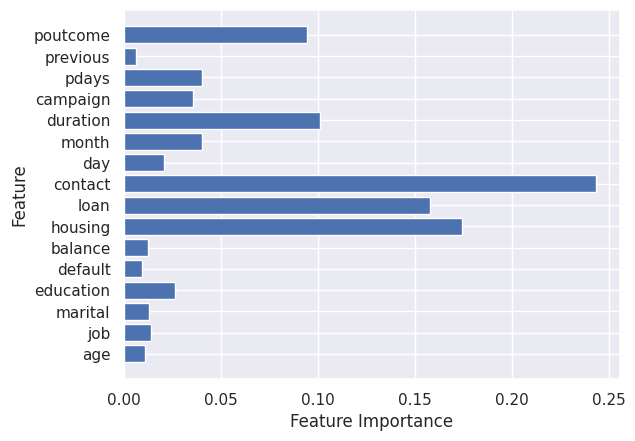 poutcome
previous
pdays
campaign
duration
month
day
contact
loan
housing
balance
default
education
marital
job
age
Feature
0.00 0.05 0.10 0.15 0.20 0.25
Feature Importance